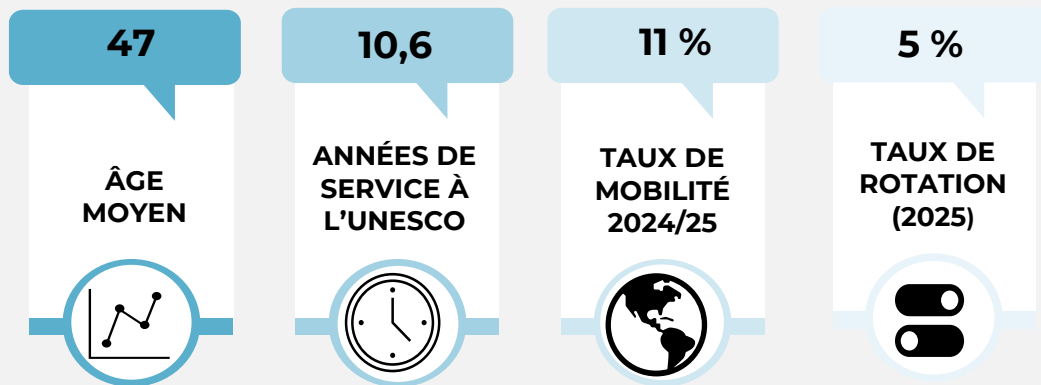 47
ÂGE
MOYEN
10,6
ANNÉES DE
SERVICE À
L’UNESCO
11 %
TAUX DE
MOBILITÉ
2024/25
5 %
TAUX DE
ROTATION
(2025)